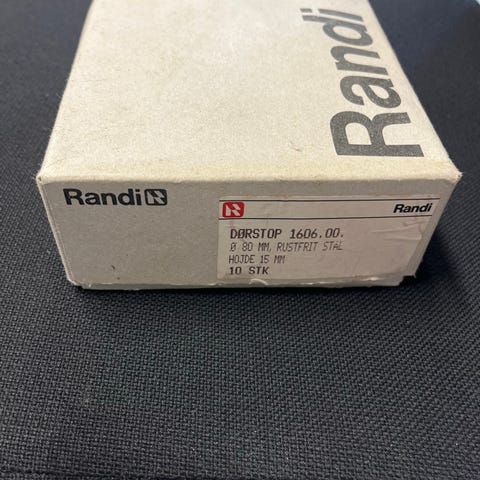 Randi
Randi
Randi
DØRSTOP 1606.00.
Ø 80 MM, RUSTFRIT STAL
HOJDE 15 MM
10 STK